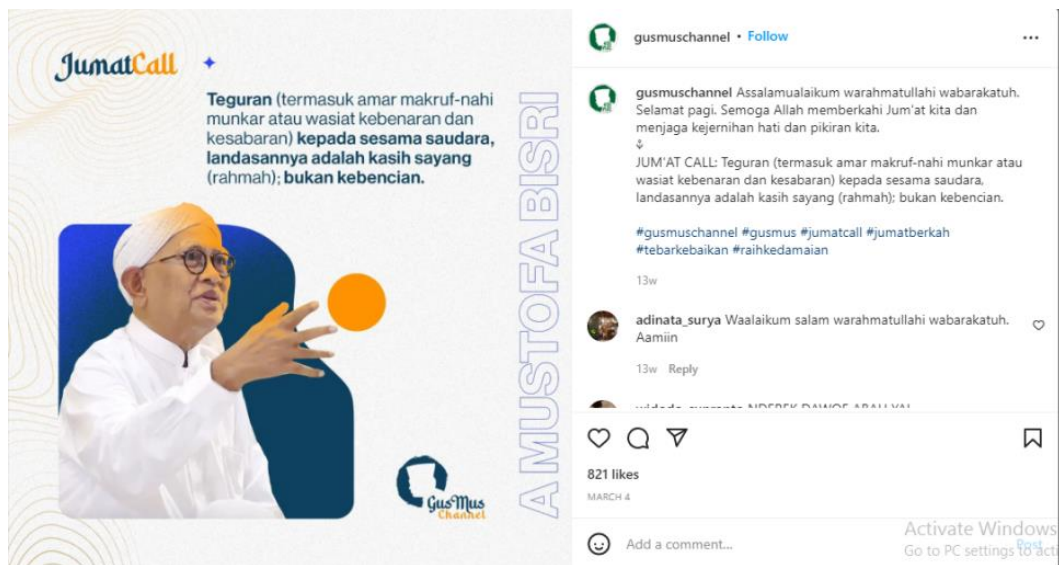 JumatCall
Teguran (termasuk amar makruf-nahi
munkar atau wasiat kebenaran dan
kesabaran) kepada sesama saudara,
landasannya adalah kasih sayang
(rahmah); bukan kebencian.
A MUSTOFA BISRI
GusMus
Channel
gusmuschannel • Follow
gusmuschannel Assalamualaikum warahmatullahi wabarakatuh.
Selamat pagi. Semoga Allah memberkahi Jum'at kita dan
menjaga kejernihan hati dan pikiran kita.
JUM'AT CALL: Teguran (termasuk amar makruf-nahi munkar atau
wasiat kebenaran dan kesabaran) kepada sesama saudara,
landasannya adalah kasih sayang (rahmah); bukan kebencian.
#gusmuschannel #gusmus #jumatcall #jumatberkah
#tebarkebaikan #raihkedamaian
13w
adinata_surya Waalaikum salam warahmatullahi wabarakatuh.
Aamiin
13w Reply
821 likes
MARCH 4
Add a comment...
Post
Activate Windows
Go to PC settings to acti